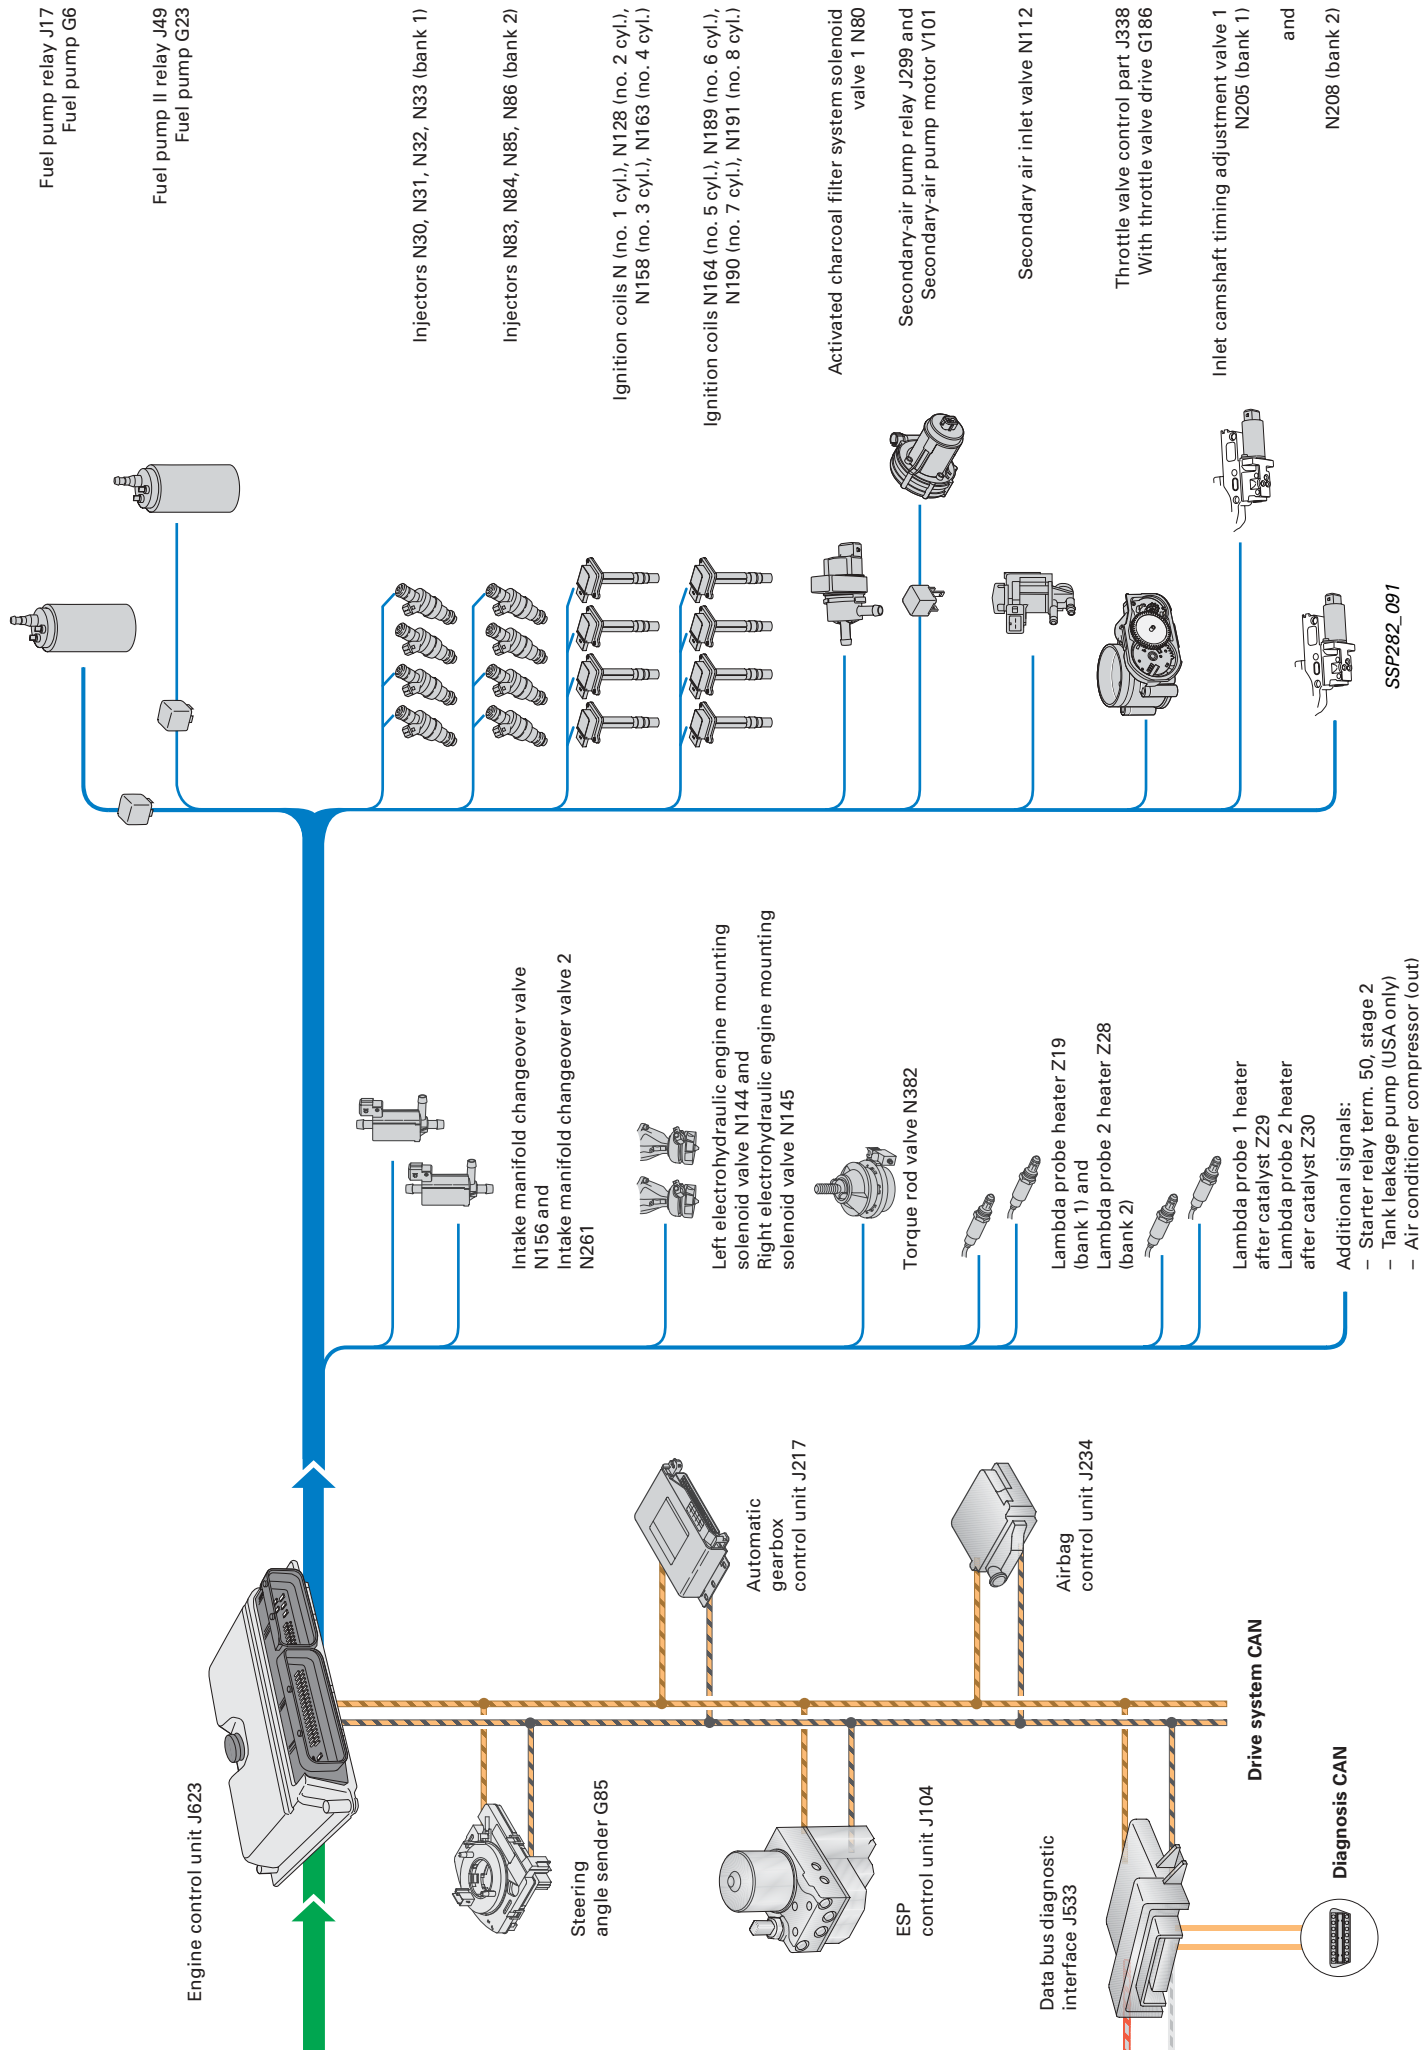 Fuel pump relay J17
Fuel pump G6
Fuel pump II relay J49
Fuel pump G23
Injectors N30, N31, N32, N33 (bank 1)
Injectors N83, N84, N85, N86 (bank 2)
Ignition coils N (no. 1 cyl.), N128 (no. 2 cyl.),
N158 (no. 3 cyl.), N163 (no. 4 cyl.)
Ignition coils N164 (no. 5 cyl.), N189 (no. 6 cyl.),
N190 (no. 7 cyl.), N191 (no. 8 cyl.)
Activated charcoal filter system solenoid
valve 1 N80
Secondary-air pump relay J299 and
Secondary-air pump motor V101
Secondary air inlet valve N112
Throttle valve control part J338
With throttle valve drive G186
Inlet camshaft timing adjustment valve 1
N205 (bank 1)
and
N208 (bank 2)
SSP282_091
Intake manifold changeover valve
N156 and
Intake manifold changeover valve 2
N261
Left electrohydraulic engine mounting
solenoid valve N144 and
Right electrohydraulic engine mounting
solenoid valve N145
Torque rod valve N382
Lambda probe heater Z19
(bank 1) and
Lambda probe 2 heater Z28
(bank 2)
Lambda probe 1 heater
after catalyst Z29
Lambda probe 2 heater
after catalyst Z30
Additional signals:
– Starter relay term. 50, stage 2
– Tank leakage pump (USA only)
– Air conditioner compressor (out)
Engine control unit J623
Automatic
gearbox
control unit J217
Airbag
control unit J234
Steering
angle sender G85
ESP
control unit J104
Data bus diagnostic
interface J533
Drive system CAN
Diagnosis CAN